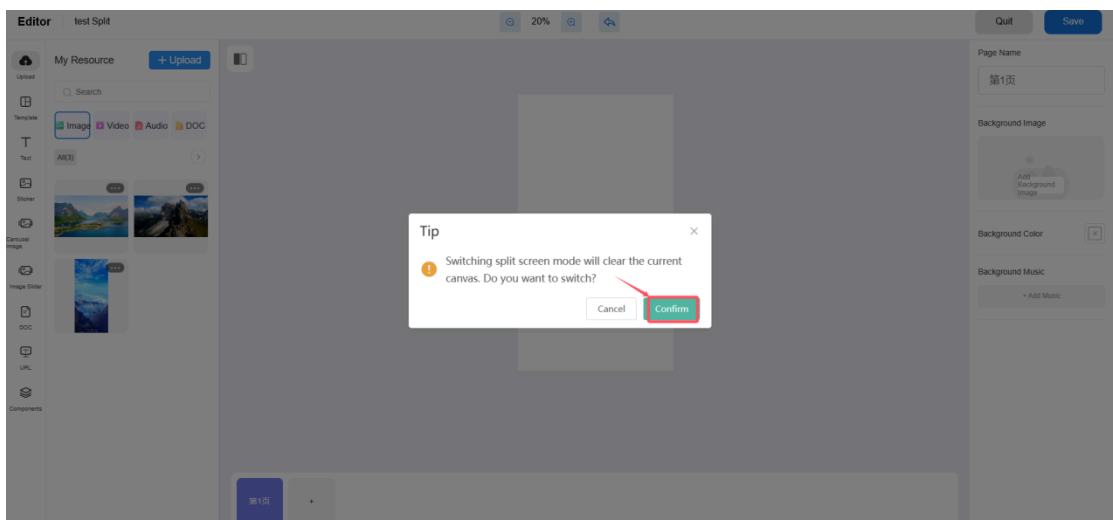 Editor test Split
20%
Quit
Save
Upload
Template
Text
Sticker
Carousel
Image
Image Slider
DOC
URL
Components
My Resource
+ Upload
Search
Image
Video
Audio
DOC
All(3)
Tip
Switching split screen mode will clear the current
canvas. Do you want to switch?
Cancel
Confirm
第1页
+
Page Name
第1页
Background Image
Add
Background
Image
Background Color
Background Music
+ Add Music